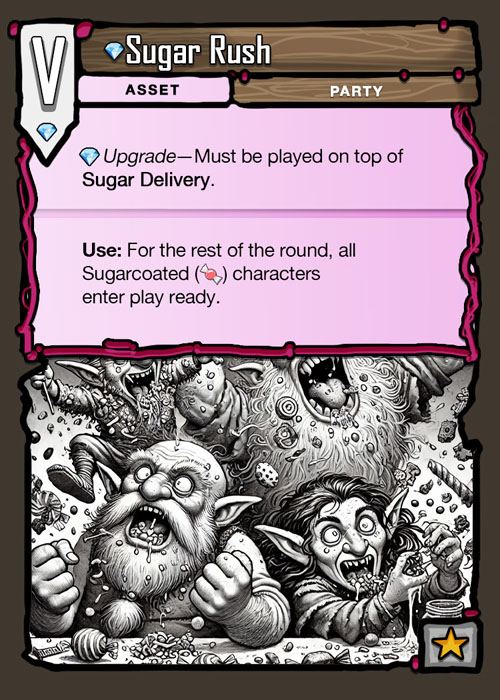 V
Sugar Rush
ASSET
PARTY
Upgrade—Must be played on top of
Sugar Delivery.
Use: For the rest of the round, all
Sugarcoated (🍬) characters
enter play ready.